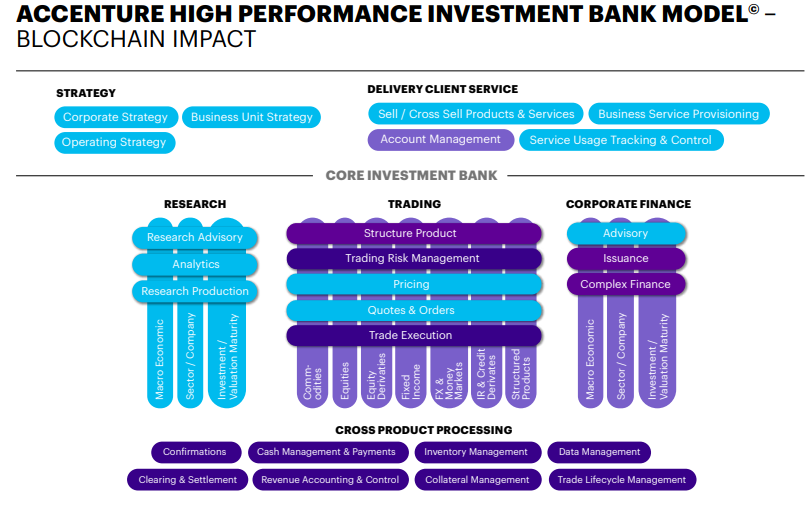 ACCENTURE HIGH PERFORMANCE INVESTMENT BANK MODEL© –
BLOCKCHAIN IMPACT
STRATEGY
Corporate Strategy
Business Unit Strategy
Operating Strategy
DELIVERY CLIENT SERVICE
Sell / Cross Sell Products & Services
Business Service Provisioning
Account Management
Service Usage Tracking & Control
CORE INVESTMENT BANK
RESEARCH
Research Advisory
Analytics
Research Production
Macro Economic
Sector / Company
Investment /
Valuation Maturity
TRADING
Structure Product
Trading Risk Management
Pricing
Quotes & Orders
Trade Execution
Comm-
odities
Equities
Equity
Derivaties
Fixed
Income
FX &
Money
Markets
IR & Credit
Derivates
Structured
Products
CORPORATE FINANCE
Advisory
Issuance
Complex Finance
Macro Economic
Sector / Company
Investment /
Valuation Maturity
CROSS PRODUCT PROCESSING
Confirmations
Cash Management & Payments
Inventory Management
Data Management
Clearing & Settlement
Revenue Accounting & Control
Collateral Management
Trade Lifecycle Management